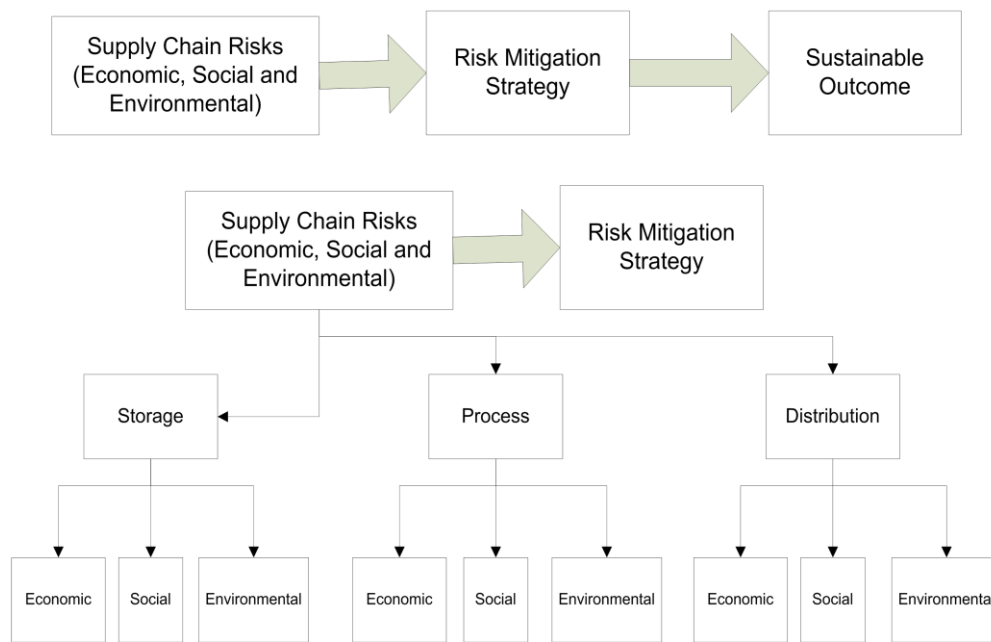 Supply Chain Risks
(Economic, Social and
Environmental)
Risk Mitigation
Strategy
Sustainable
Outcome
Supply Chain Risks
(Economic, Social and
Environmental)
Risk Mitigation
Strategy
Storage
Process
Distribution
Economic
Social
Environmental
Economic
Social
Environmental
Economic
Social
Environmental